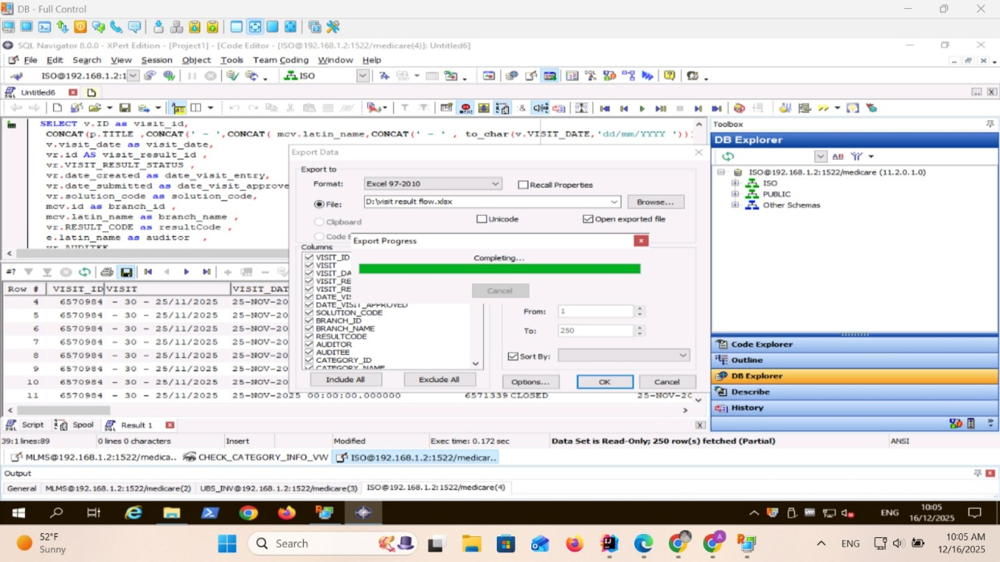 DB - Full Control
SQL Navigator 8.0.0 - XPert Edition - [Project1] - [Code Editor - [ISO@192.168.1.2:1522/medicare(4)]: Untitled6]
File Edit Search View Session Object Tools Team Coding Window Help
ISO@192.168.1.2:1 ISO
Untitled6
SELECT v.ID as visit_id,
CONCAT(p.TITLE ,CONCAT(' - ',CONCAT( mcv.latin_name,CONCAT(' - ' , to_char(v.VISIT_DATE,'dd/mm/YYYY '))
v.visit_date as visit_date,
vr.id AS visit_result_id ,
vr.VISIT_RESULT_STATUS ,
vr.date_created as date_visit_entry,
vr.date_submitted as date_visit_approve
vr.solution_code as solution_code,
mcv.id as branch_id ,
mcv.latin_name as branch_name ,
vr.RESULT_CODE as resultCode ,
e.latin_name as auditor ,
vr.AUDITEE
Export Data
Export to
Format: Excel 97-2010 Recall Properties
File: D:\visit result flow.xlsx Browse...
Clipboard Unicode Open exported file
Code E
Columns
VISIT_ID
VISIT
VISIT_DA
VISIT_RE
VISIT_RE
DATE_VIS
DATE_VISIT_APPROVED
SOLUTION_CODE
BRANCH_ID
BRANCH_NAME
RESULTCODE
AUDITOR
AUDITEE
CATEGORY_ID
CATEGORY_NAME
Export Progress
Completing...
Cancel
From: 1
To: 250
Sort By:
Include All Exclude All Options... OK Cancel
Row # VISIT_ID VISIT VISIT_DAT
4 6570984 - 30 - 25/11/2025 25-NOV-20
5 6570984 - 30 - 25/11/2025 25-NOV-20
6 6570984 - 30 - 25/11/2025 25-NOV-20
7 6570984 - 30 - 25/11/2025 25-NOV-20
8 6570984 - 30 - 25/11/2025 25-NOV-20
9 6570984 - 30 - 25/11/2025 25-NOV-20
10 6570984 - 30 - 25/11/2025 25-NOV-20
11 6570984 - 30 - 25/11/2025 25-NOV-2025 00:00:00.000000 6571339 CLOSED 25-NOV-20
Script Spool Result 1
39:1 lines:89 0 lines 0 characters Insert Modified Exec time: 0.172 sec Data Set is Read-Only; 250 row(s) fetched (Partial) ANSI
MLMS@192.168.1.2:1522/medica.. CHECK_CATEGORY_INFO_VW ISO@192.168.1.2:1522/medicar..
Output
General MLMS@192.168.1.2:1522/medicare(2) UBS_INV@192.168.1.2:1522/medicare(3) ISO@192.168.1.2:1522/medicare(4)
Toolbox
DB Explorer
AB
ISO@192.168.1.2:1522/medicare (11.2.0.1.0)
ISO
PUBLIC
Other Schemas
Code Explorer
Outline
DB Explorer
Describe
History
ENG 10:05
16/12/2025
52°F
Sunny
Search
ENG
10:05 AM
12/16/2025